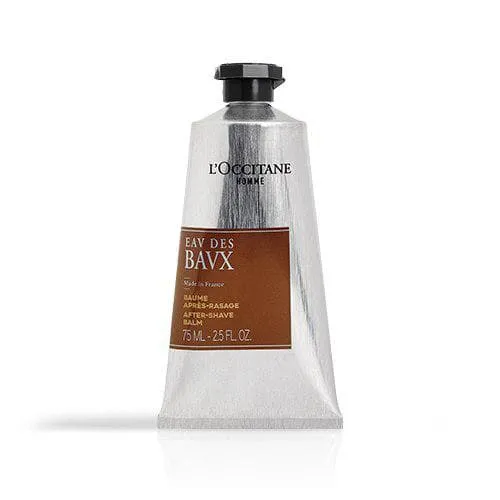 L'OCCITANE
HOMME
EAV DES
BAVX
Made in France
BAUME
APRÈS-RASAGE
AFTER-SHAVE
BALM
75 ML - 2.5 FL. OZ.